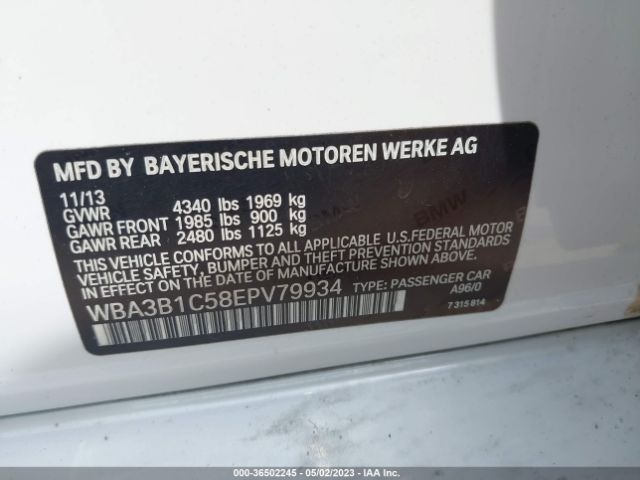 MFD BY BAYERISCHE MOTOREN WERKE AG
11/13
GVWR 4340 lbs 1969 kg
GAWR FRONT 1985 lbs 900 kg
GAWR REAR 2480 lbs 1125 kg
THIS VEHICLE CONFORMS TO ALL APPLICABLE U.S.FEDERAL MOTOR
VEHICLE SAFETY, BUMPER AND THEFT PREVENTION STANDARDS
IN EFFECT ON THE DATE OF MANUFACTURE SHOWN ABOVE.
WBA3B1C58EPV79934 TYPE: PASSENGER CAR
A96/0
7315814
BMW
000-36502245 - 05/02/2023 - IAA Inc.